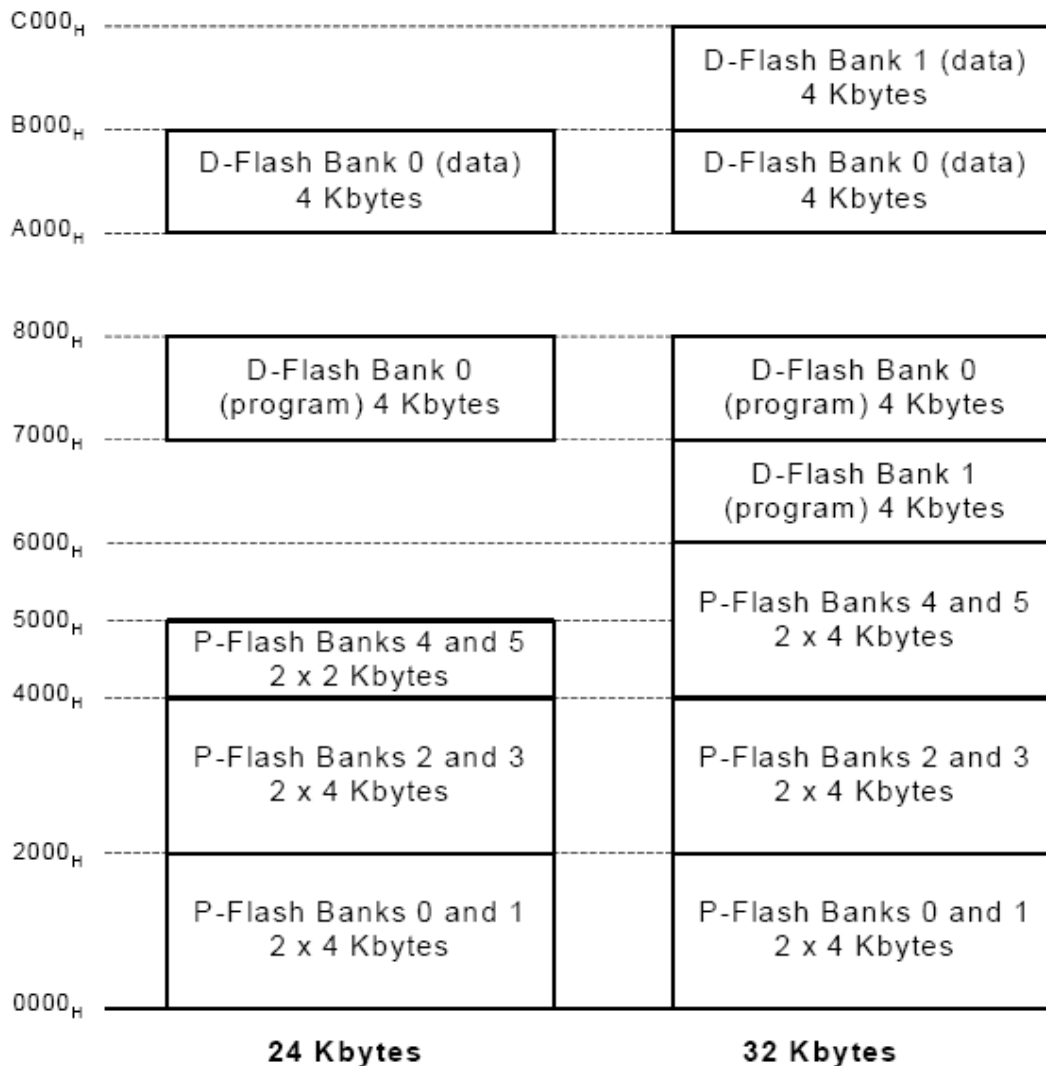 C000H
D-Flash Bank 1 (data)
4 Kbytes
B000H
D-Flash Bank 0 (data)
4 Kbytes
D-Flash Bank 0 (data)
4 Kbytes
A000H
8000H
D-Flash Bank 0
(program) 4 Kbytes
D-Flash Bank 0
(program) 4 Kbytes
7000H
D-Flash Bank 1
(program) 4 Kbytes
6000H
P-Flash Banks 4 and 5
2 x 4 Kbytes
5000H
P-Flash Banks 4 and 5
2 x 2 Kbytes
4000H
P-Flash Banks 2 and 3
2 x 4 Kbytes
P-Flash Banks 2 and 3
2 x 4 Kbytes
2000H
P-Flash Banks 0 and 1
2 x 4 Kbytes
P-Flash Banks 0 and 1
2 x 4 Kbytes
0000H
24 Kbytes
32 Kbytes